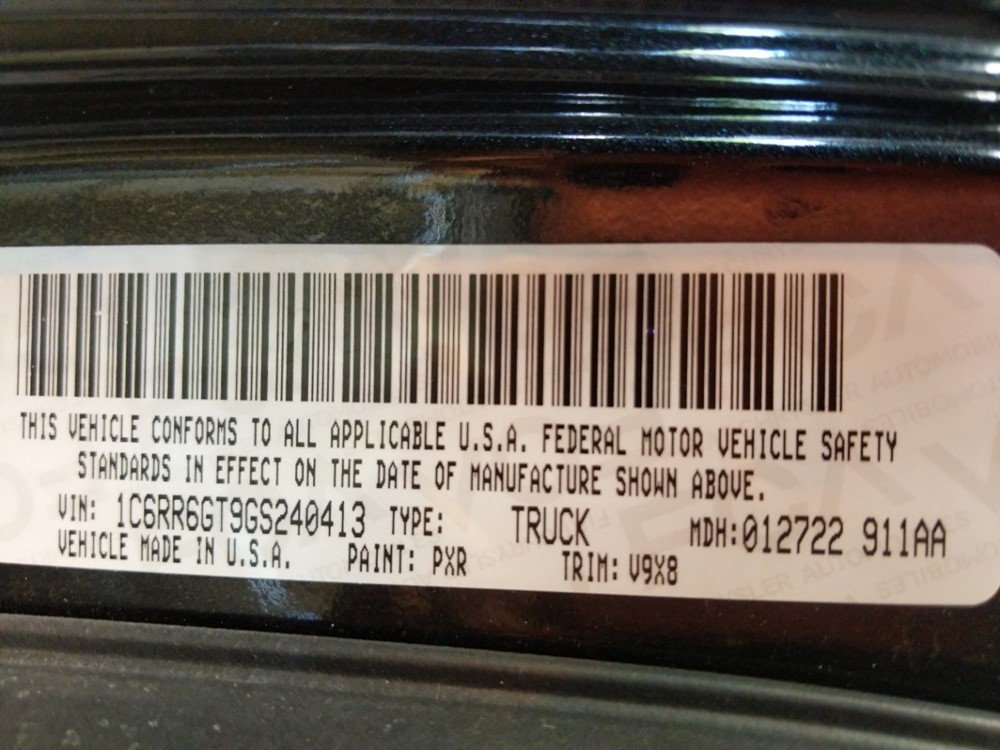 THIS VEHICLE CONFORMS TO ALL APPLICABLE U.S.A. FEDERAL MOTOR VEHICLE SAFETY
STANDARDS IN EFFECT ON THE DATE OF MANUFACTURE SHOWN ABOVE.
VIN: 1C6RR6GT9GS240413 TYPE: TRUCK MDH:012722 911AA
VEHICLE MADE IN U.S.A. PAINT: PXR TRIM: V9X8